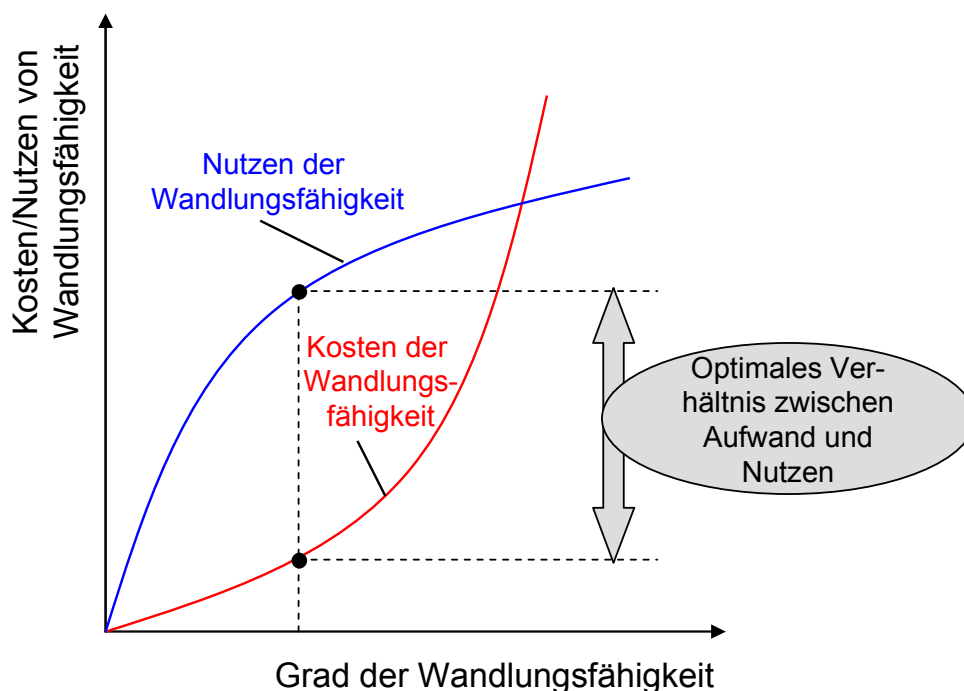 Kosten/Nutzen von
Wandlungsfähigkeit
Nutzen der
Wandlungsfähigkeit
Kosten der
Wandlungs-
fähigkeit
Optimales Ver-
hältnis zwischen
Aufwand und
Nutzen
Grad der Wandlungsfähigkeit